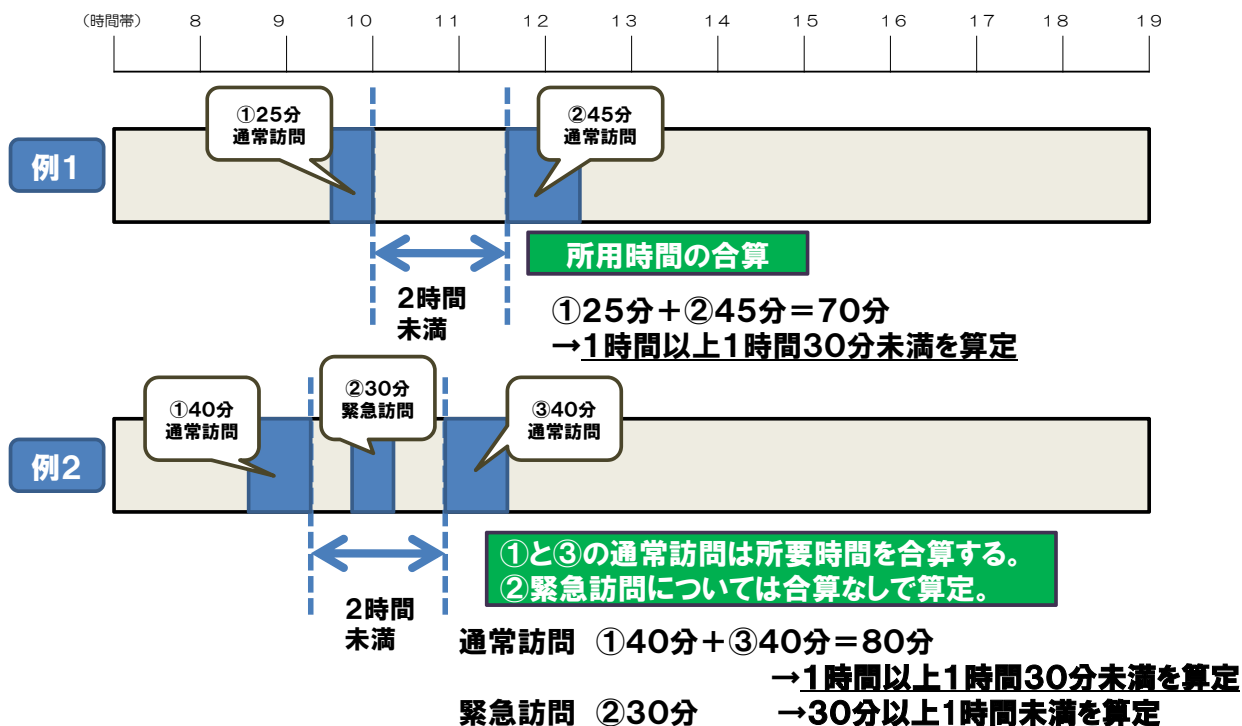 (時間帯) 8 9 10 11 12 13 14 15 16 17 18 19
①25分
通常訪問
②45分
通常訪問
例1
所用時間の合算
2時間
未満
①25分+②45分=70分
→1時間以上1時間30分未満を算定
①40分
通常訪問
②30分
緊急訪問
③40分
通常訪問
例2
①と③の通常訪問は所要時間を合算する。
②緊急訪問については合算なしで算定。
2時間
未満
通常訪問 ①40分+③40分=80分
→1時間以上1時間30分未満を算定
緊急訪問 ②30分 →30分以上1時間未満を算定